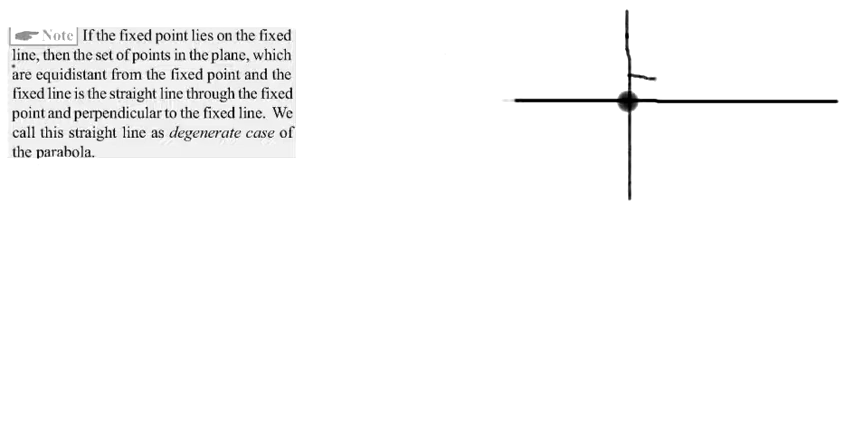 Note If the fixed point lies on the fixed
line, then the set of points in the plane, which
are equidistant from the fixed point and the
fixed line is the straight line through the fixed
point and perpendicular to the fixed line. We
call this straight line as degenerate case of
the parabola.